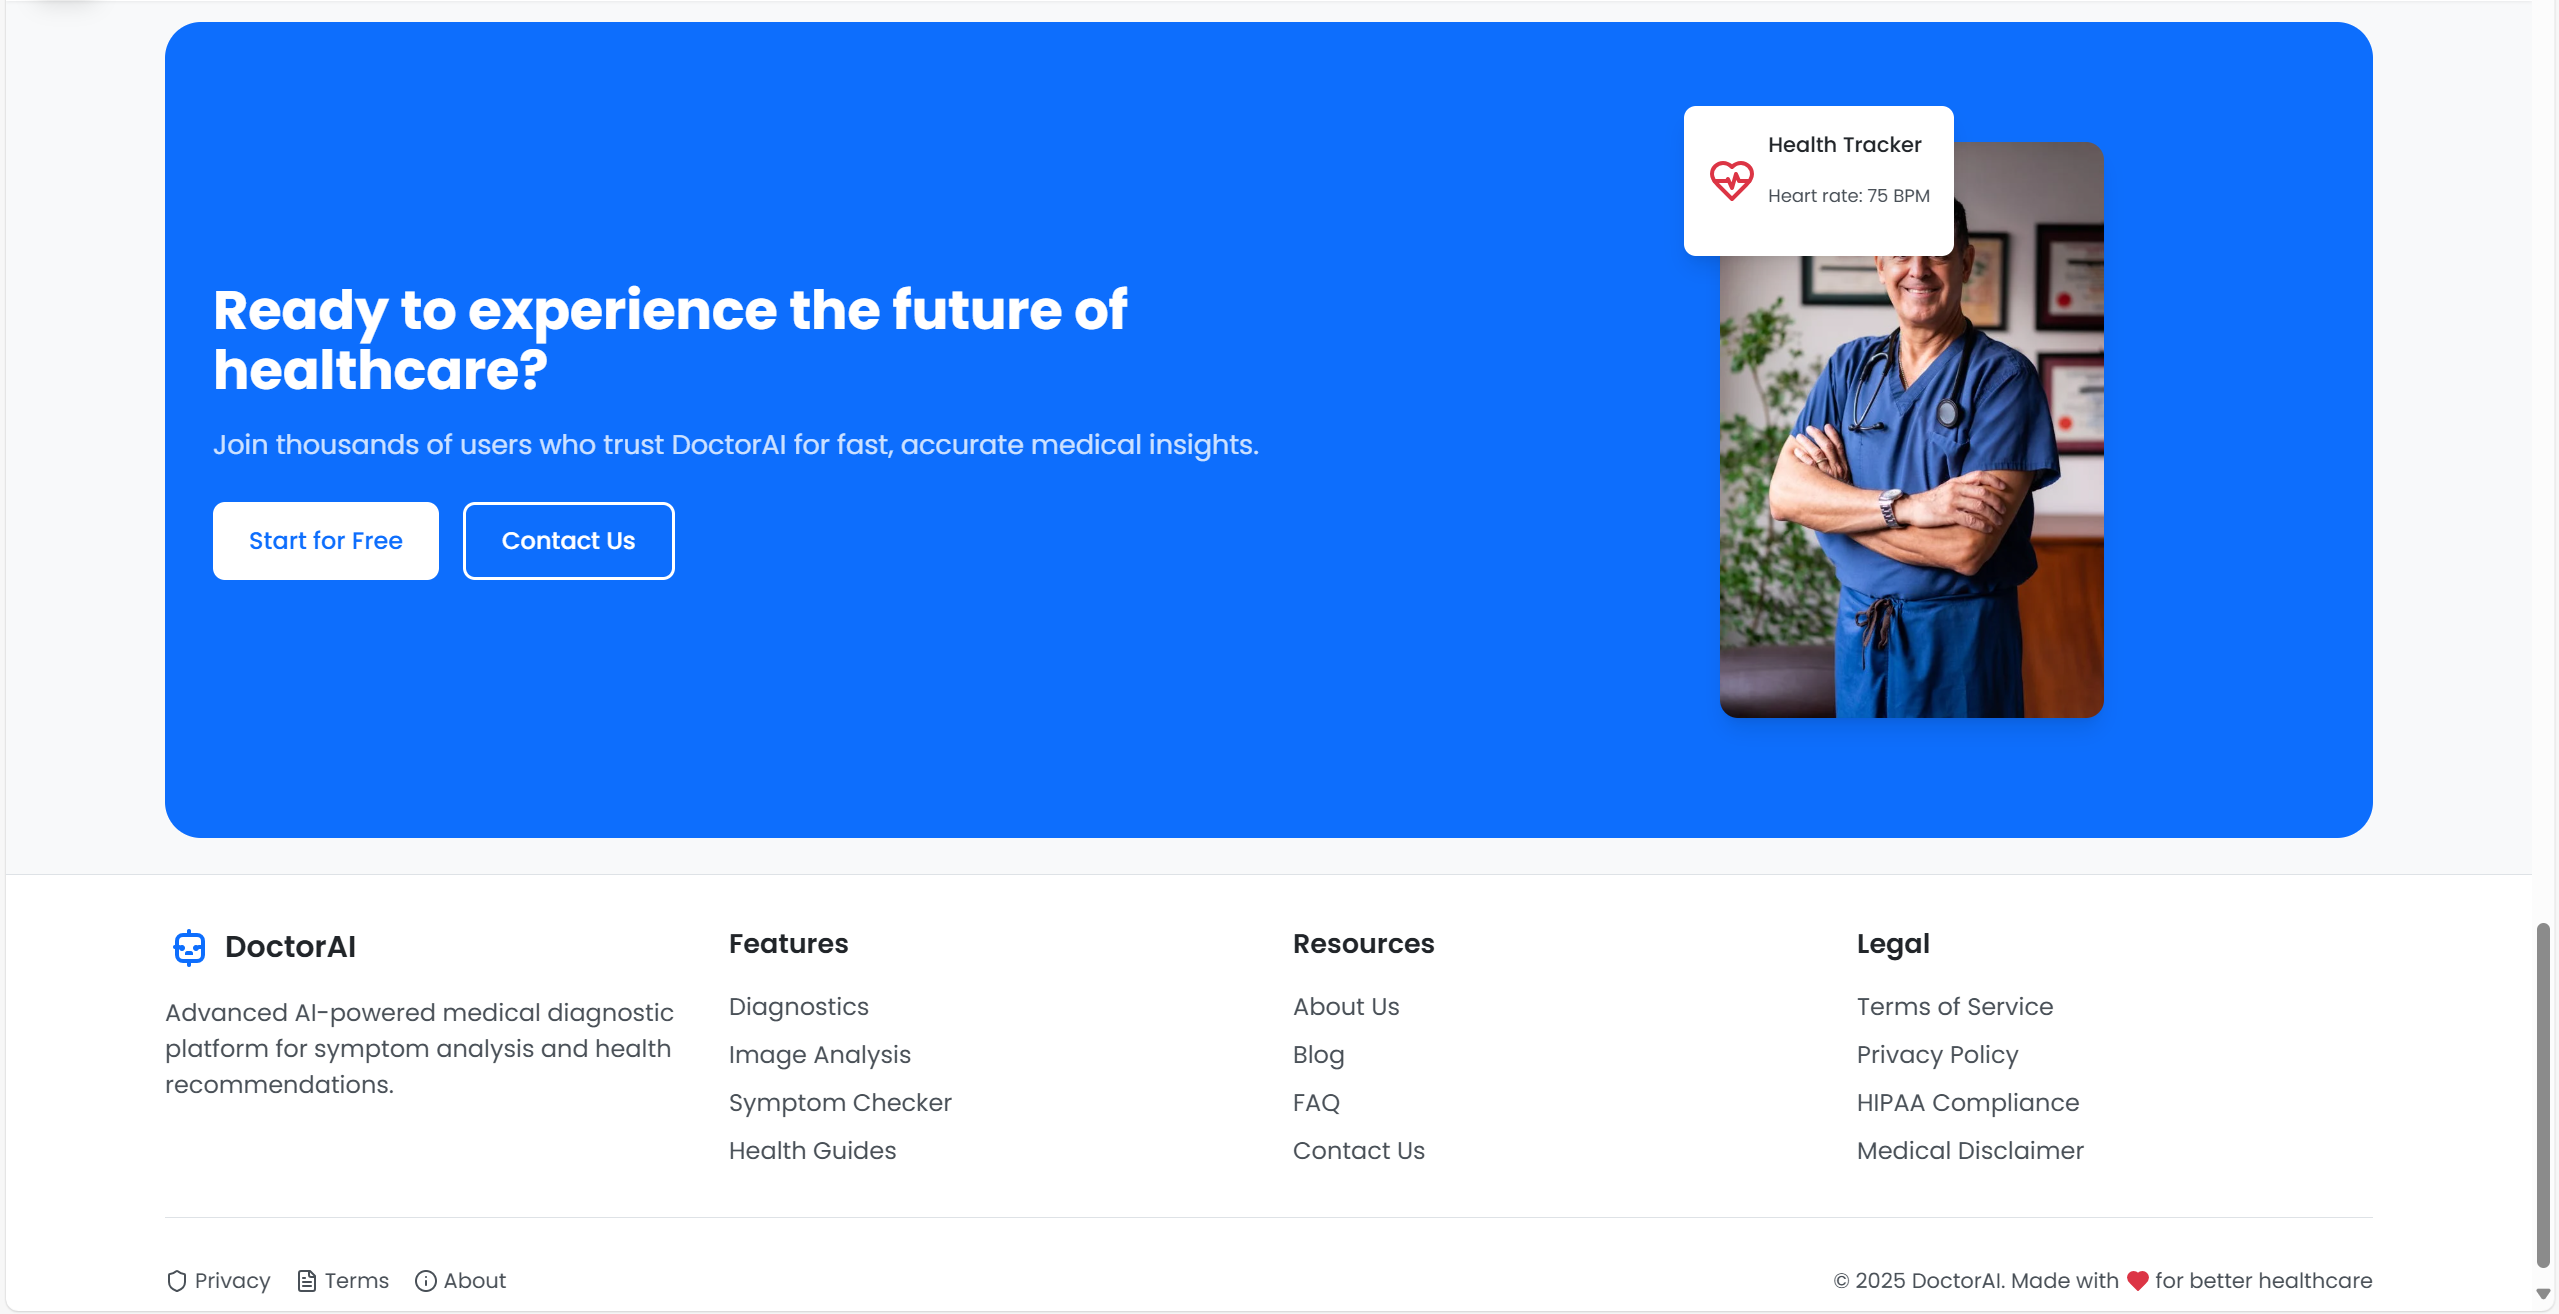 Health Tracker
Heart rate: 75 BPM
Ready to experience the future of
healthcare?
Join thousands of users who trust DoctorAI for fast, accurate medical insights.
Start for Free
Contact Us
DoctorAI
Advanced AI-powered medical diagnostic
platform for symptom analysis and health
recommendations.
Features
Diagnostics
Image Analysis
Symptom Checker
Health Guides
Resources
About Us
Blog
FAQ
Contact Us
Legal
Terms of Service
Privacy Policy
HIPAA Compliance
Medical Disclaimer
Privacy
Terms
About
© 2025 DoctorAI. Made with ❤ for better healthcare